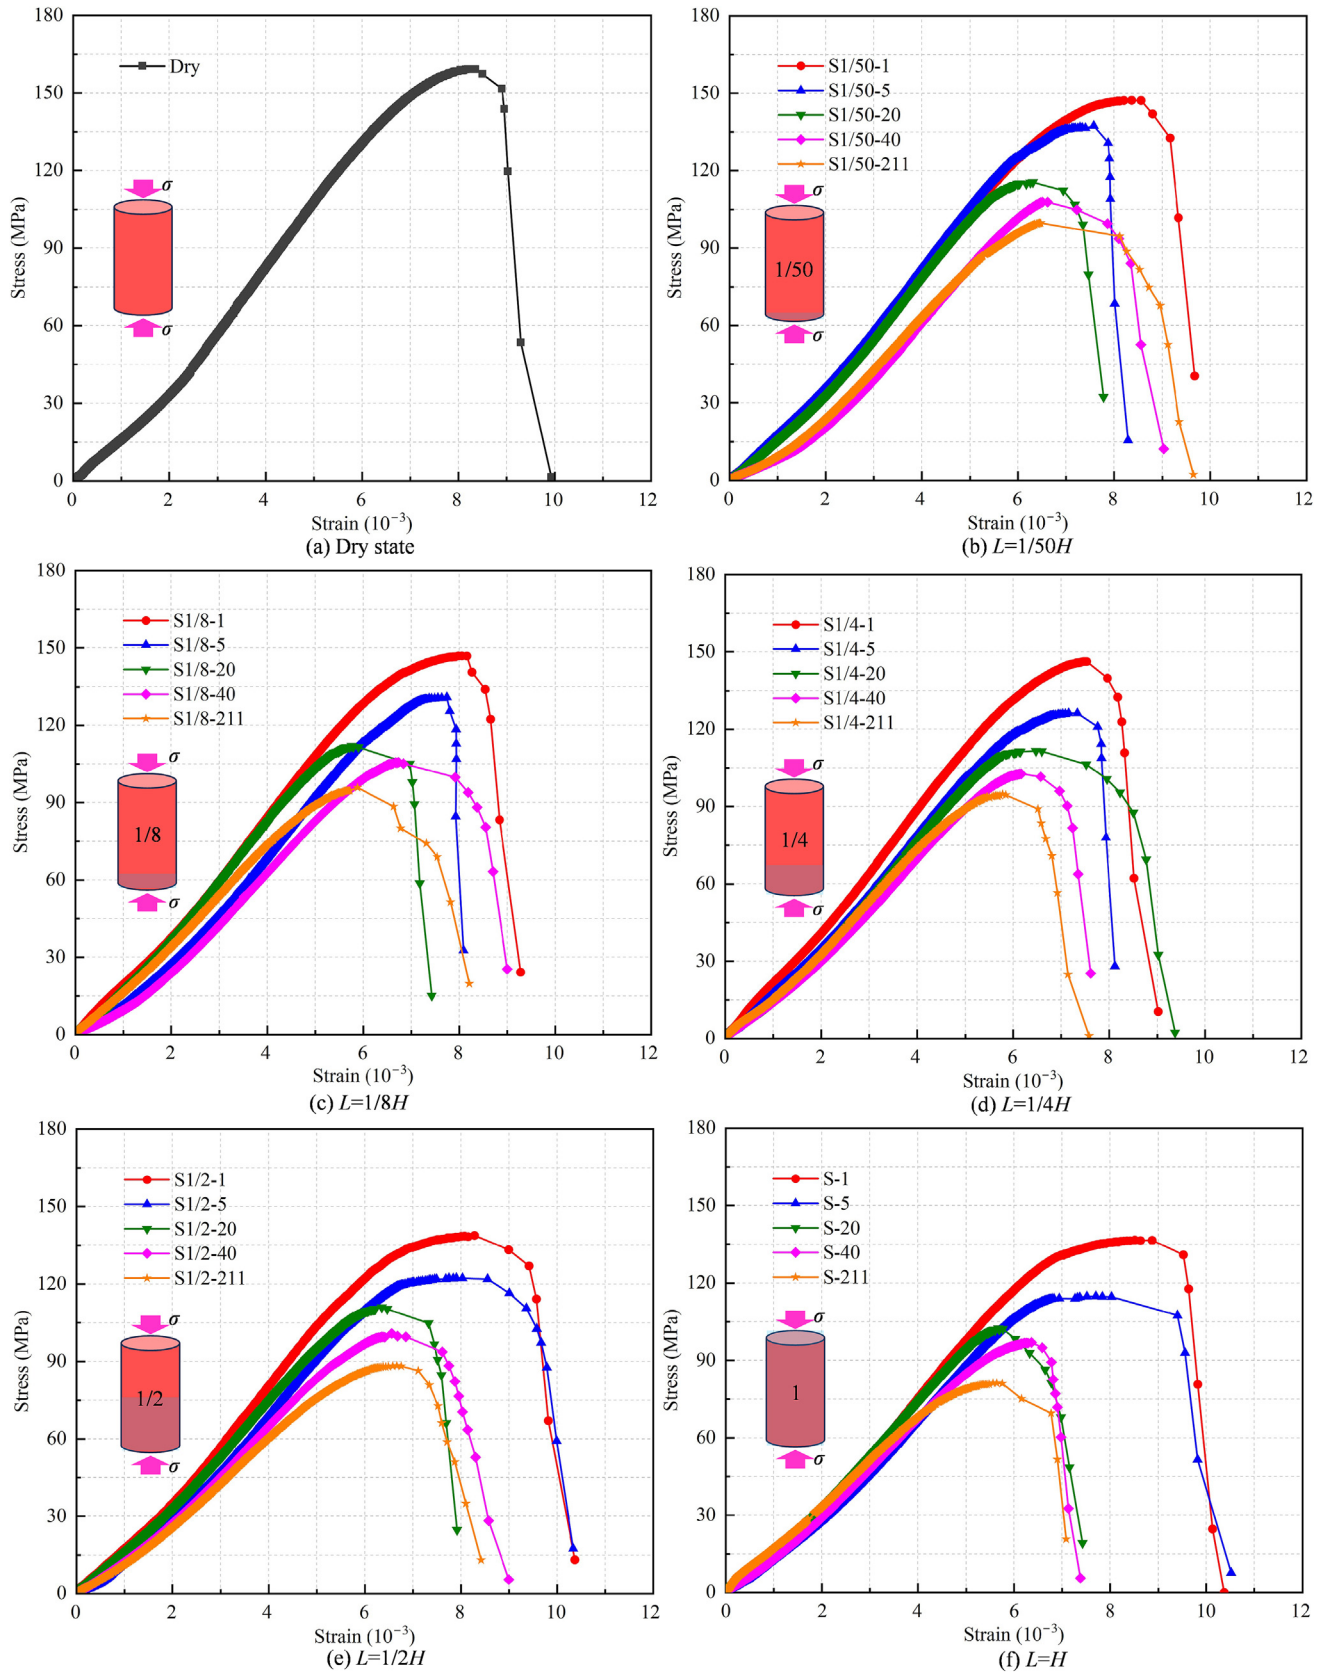 180
150
120
90
60
30
0
Stress (MPa)
Dry
σ
σ
0 2 4 6 8 10 12
Strain (10⁻³)
(a) Dry state
180
150
120
90
60
30
0
Stress (MPa)
S1/50-1
S1/50-5
S1/50-20
S1/50-40
S1/50-211
σ
1/50
σ
0 2 4 6 8 10 12
Strain (10⁻³)
(b) L=1/50H
180
150
120
90
60
30
0
Stress (MPa)
S1/8-1
S1/8-5
S1/8-20
S1/8-40
S1/8-211
σ
1/8
σ
0 2 4 6 8 10 12
Strain (10⁻³)
(c) L=1/8H
180
150
120
90
60
30
0
Stress (MPa)
S1/4-1
S1/4-5
S1/4-20
S1/4-40
S1/4-211
σ
1/4
σ
0 2 4 6 8 10 12
Strain (10⁻³)
(d) L=1/4H
180
150
120
90
60
30
0
Stress (MPa)
S1/2-1
S1/2-5
S1/2-20
S1/2-40
S1/2-211
σ
1/2
σ
0 2 4 6 8 10 12
Strain (10⁻³)
(e) L=1/2H
180
150
120
90
60
30
0
Stress (MPa)
S-1
S-5
S-20
S-40
S-211
σ
1
σ
0 2 4 6 8 10 12
Strain (10⁻³)
(f) L=H